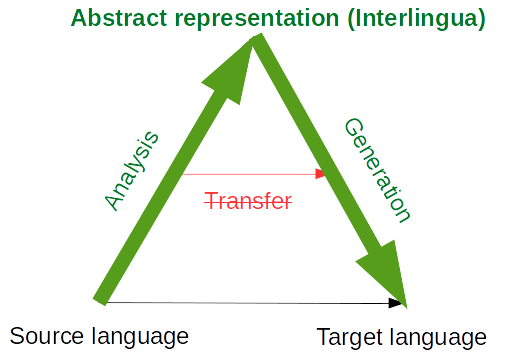 Abstract representation (Interlingua)
Analysis
Generation
Transfer
Source language
Target language